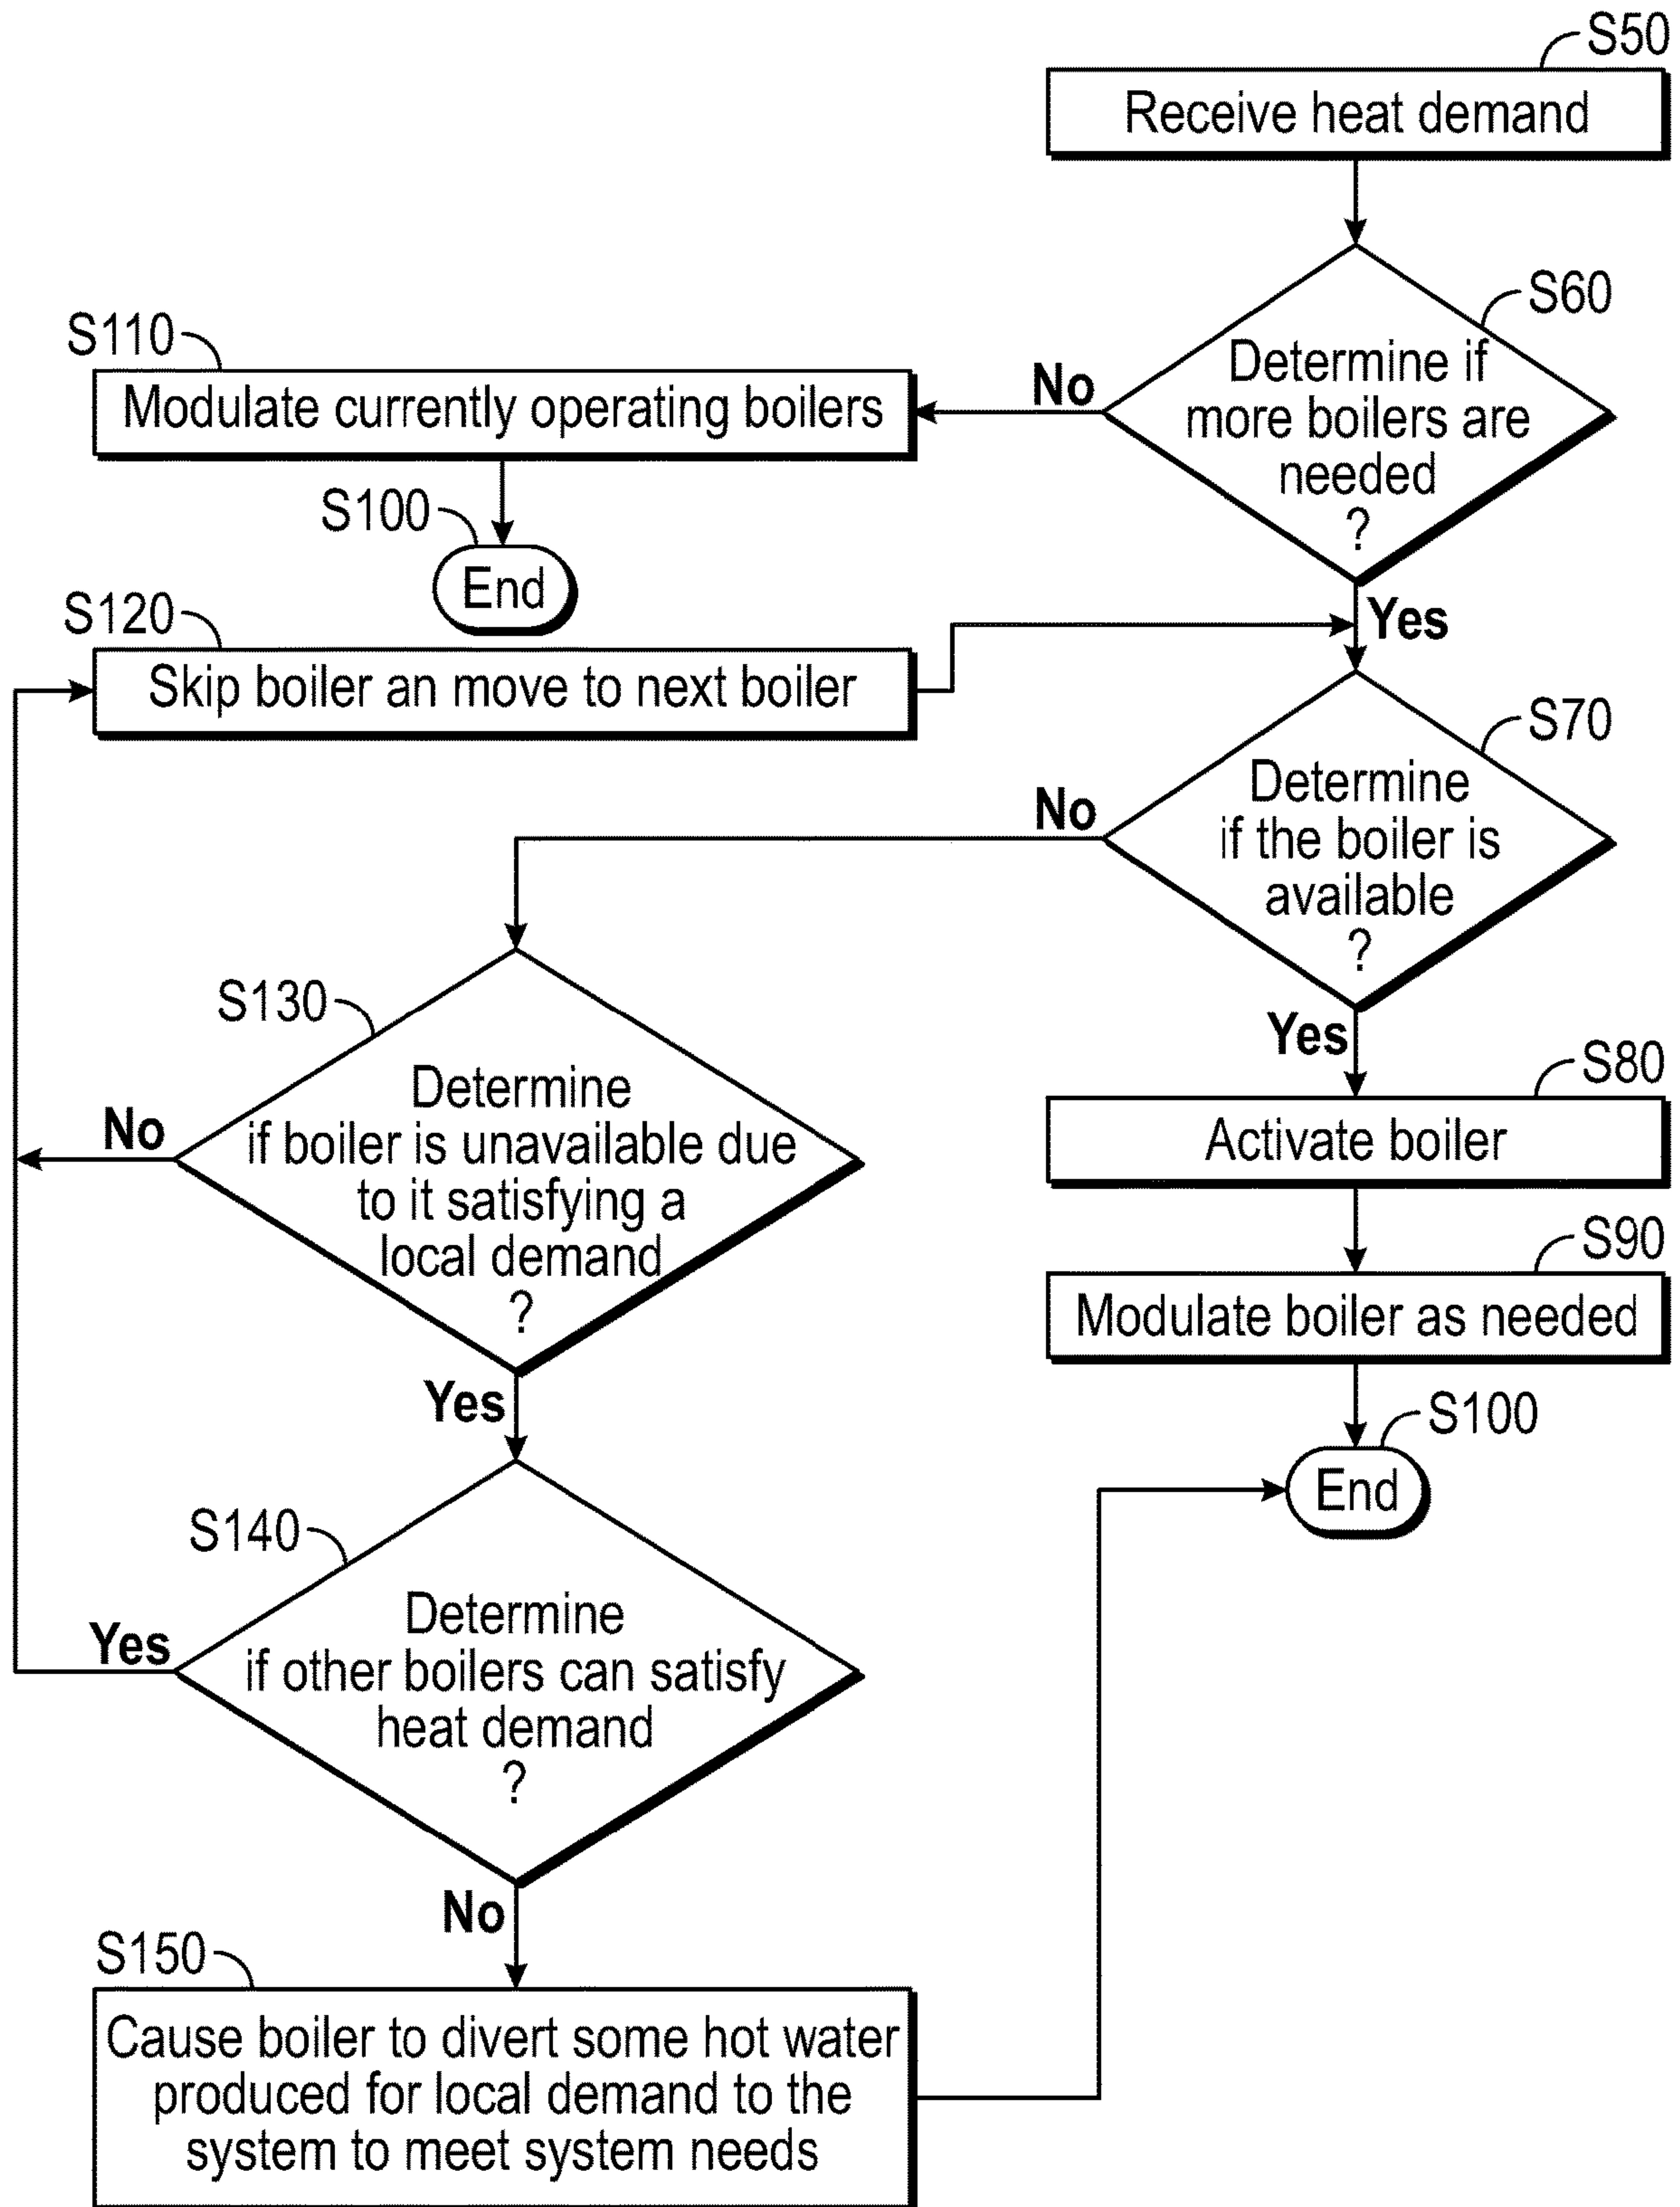 S50
Receive heat demand
S60
Determine if
more boilers are
needed
?
No
Yes
S110
Modulate currently operating boilers
S100
End
S120
Skip boiler an move to next boiler
S70
Determine
if the boiler is
available
?
No
Yes
S130
Determine
if boiler is unavailable due
to it satisfying a
local demand
?
No
Yes
S80
Activate boiler
S90
Modulate boiler as needed
S100
End
S140
Determine
if other boilers can satisfy
heat demand
?
Yes
No
S150
Cause boiler to divert some hot water
produced for local demand to the
system to meet system needs